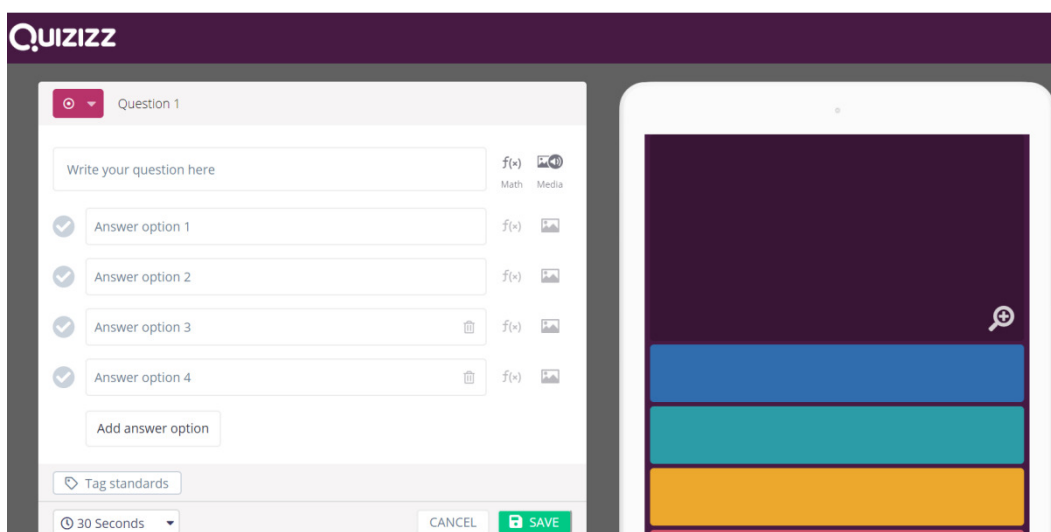 Quizizz
Question 1
Write your question here
f(x)
Math Media
Answer option 1
f(x)
Answer option 2
f(x)
Answer option 3
f(x)
Answer option 4
f(x)
Add answer option
Tag standards
30 Seconds
CANCEL
SAVE